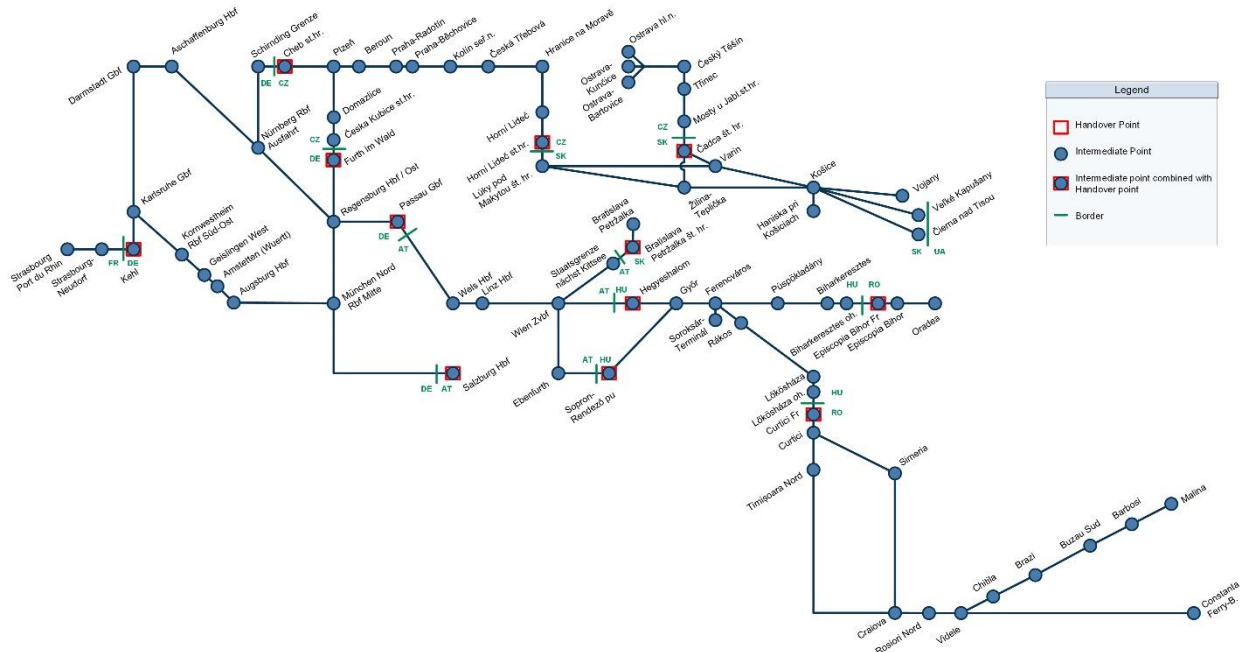 Aschaffenburg Hbf
Darmstadt Gbf
Schirnding Grenze
Cheb st.hr.
DE CZ
Plzeň
Beroun
Praha-Radotín
Praha-Běchovice
Kolín seř.n.
Česká Třebová
Hranice na Moravě
Ostrava hl.n.
Ostrava-
Kunčice
Ostrava-
Bartovice
Český Těšín
Třinec
Mosty u Jabl.st.hr.
CZ
SK
Čadca št. hr.
Legend
Handover Point
Intermediate Point
Intermediate point combined with
Handover point
Border
Nürnberg Rbf
Ausfahrt
Domazlice
Česka Kubice st.hr.
CZ
DE
Furth im Wald
Horní Lideč
Horní Lideč st.hr.
CZ
SK
Lúky pod
Makytou št. hr.
Varín
Žilina-
Teplička
Košice
Haniska pri
Košiciach
Vojany
Veľké Kapušany
Čierna nad Tisou
SK UA
Karlsruhe Gbf
Kornwestheim
Rbf Süd-Ost
Geislingen West
Amstetten (Wuertt)
Augsburg Hbf
Strasbourg
Port du Rhin
Strasbourg-
Neudorf
FR DE
Kehl
Regensburg Hbf / Ost
Passau Gbf
DE
AT
München Nord
Rbf Mitte
Wels Hbf
Linz Hbf
Wien Zvbf
Staatsgrenze
nächst Kittsee
Bratislava
Petržalka
AT
SK
Bratislava
Petržalka št. hr.
AT HU
Hegyeshalom
Győr
Ferencváros
Soroksár-
Terminál
Rákos
Püspökladány
Biharkeresztes
Biharkeresztes oh.
HU RO
Episcopia Bihor Fr
Episcopia Bihor
Oradea
DE AT
Salzburg Hbf
Ebenfurth
AT HU
Sopron-
Rendező pu
Lőkösháza
Lőkösháza oh.
HU
RO
Curtici Fr
Curtici
Timișoara Nord
Simeria
Craiova
Rosiori Nord
Videle
Chitila
Brazi
Buzau Sud
Barbosi
Malina
Constanta
Ferry-B.